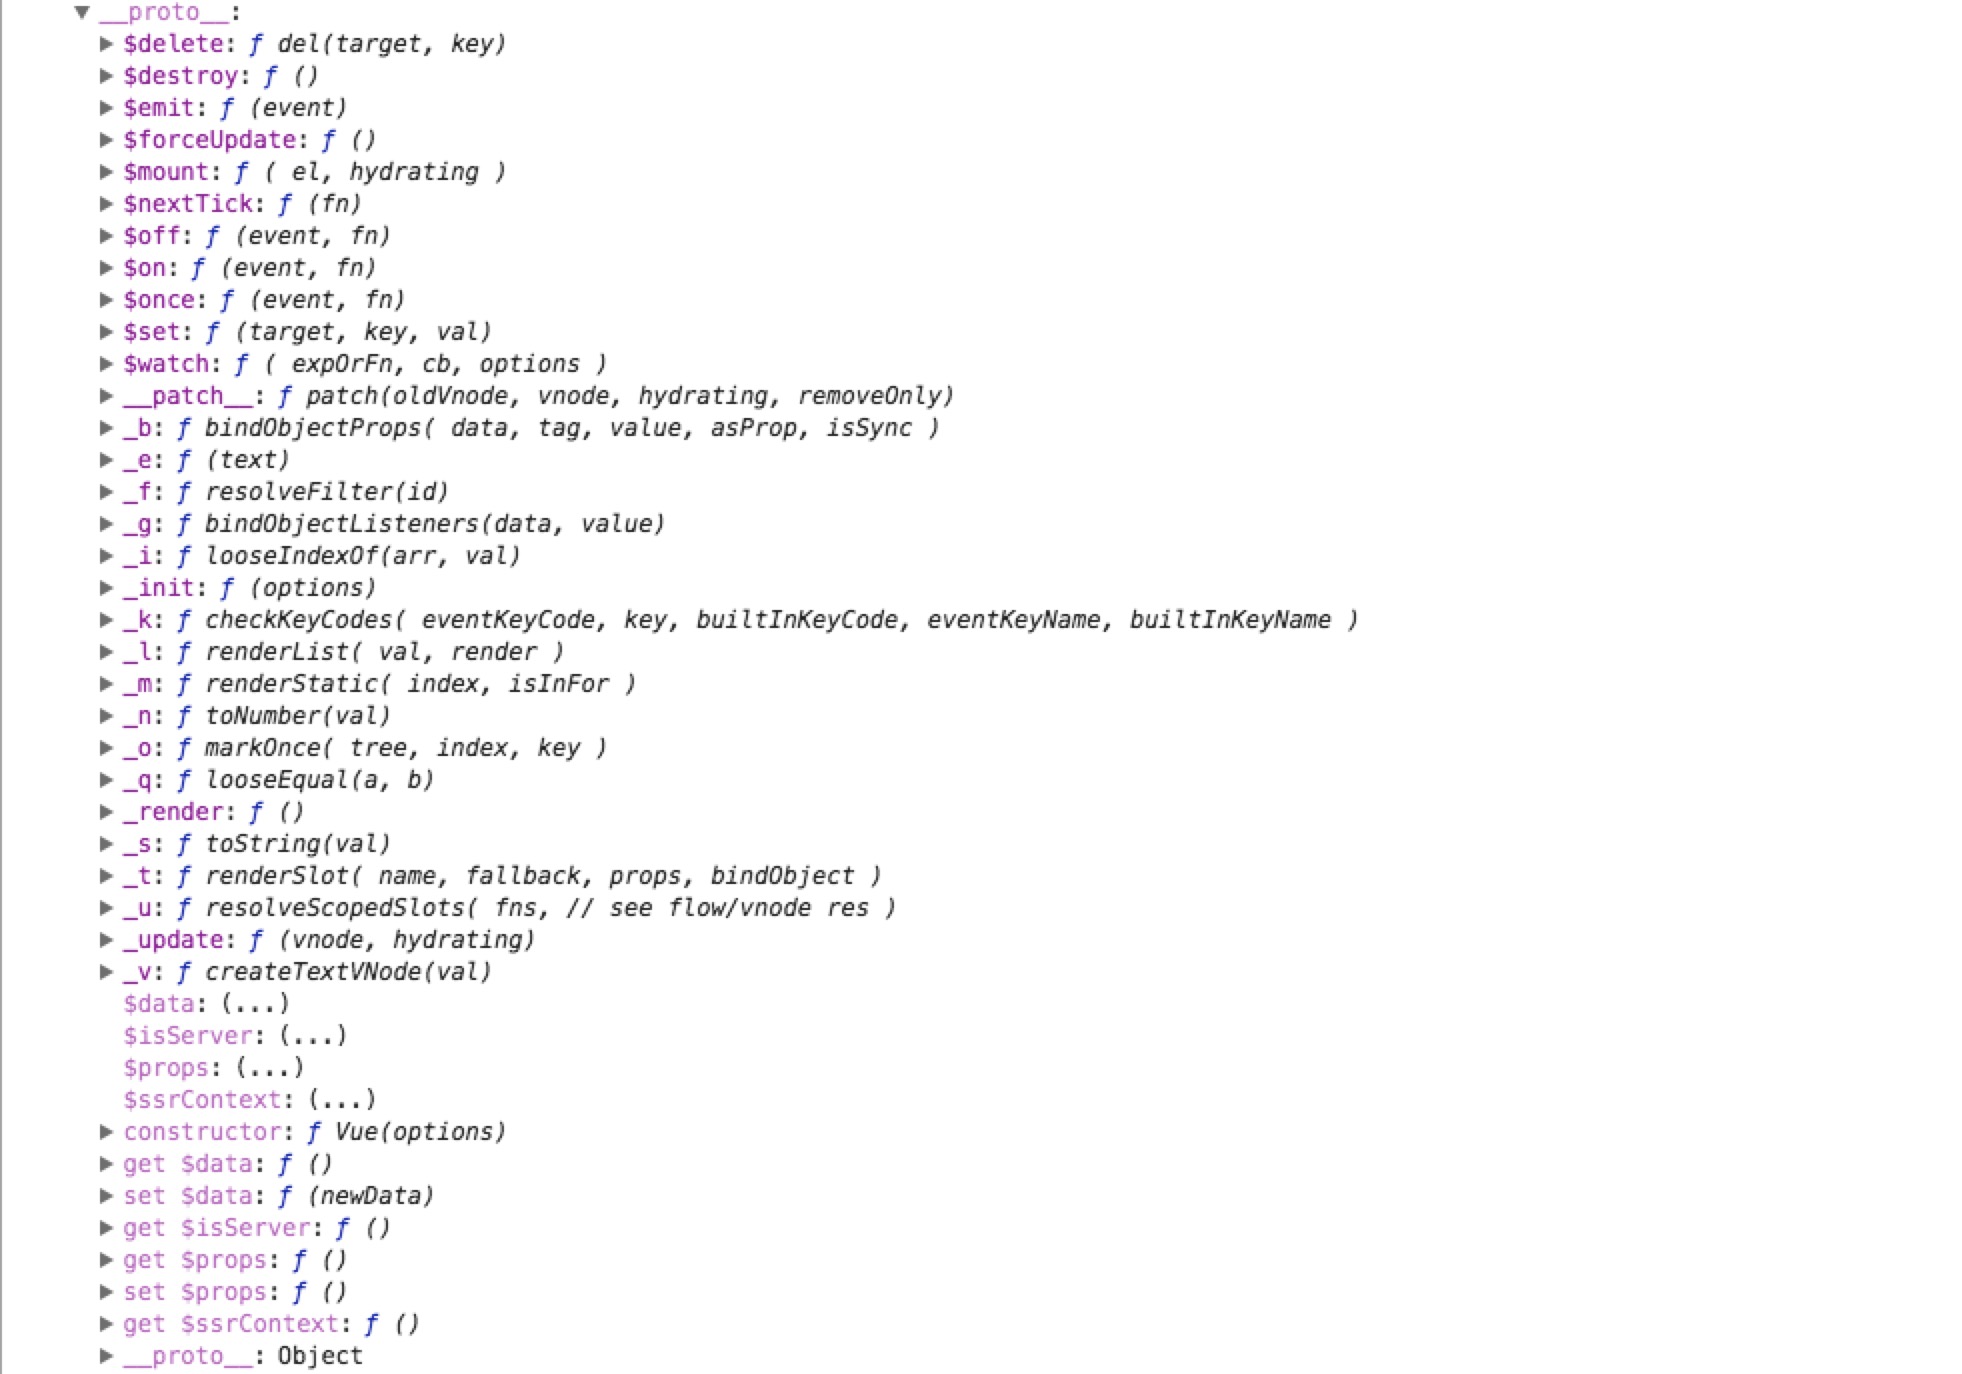 ▼ __proto__:
▶ $delete: ƒ del(target, key)
▶ $destroy: ƒ ()
▶ $emit: ƒ (event)
▶ $forceUpdate: ƒ ()
▶ $mount: ƒ ( el, hydrating )
▶ $nextTick: ƒ (fn)
▶ $off: ƒ (event, fn)
▶ $on: ƒ (event, fn)
▶ $once: ƒ (event, fn)
▶ $set: ƒ (target, key, val)
▶ $watch: ƒ ( expOrFn, cb, options )
▶ __patch__: ƒ patch(oldVnode, vnode, hydrating, removeOnly)
▶ _b: ƒ bindObjectProps( data, tag, value, asProp, isSync )
▶ _e: ƒ (text)
▶ _f: ƒ resolveFilter(id)
▶ _g: ƒ bindObjectListeners(data, value)
▶ _i: ƒ looseIndexOf(arr, val)
▶ _init: ƒ (options)
▶ _k: ƒ checkKeyCodes( eventKeyCode, key, builtInKeyCode, eventKeyName, builtInKeyName )
▶ _l: ƒ renderList( val, render )
▶ _m: ƒ renderStatic( index, isInFor )
▶ _n: ƒ toNumber(val)
▶ _o: ƒ markOnce( tree, index, key )
▶ _q: ƒ looseEqual(a, b)
▶ _render: ƒ ()
▶ _s: ƒ toString(val)
▶ _t: ƒ renderSlot( name, fallback, props, bindObject )
▶ _u: ƒ resolveScopedSlots( fns, // see flow/vnode res )
▶ _update: ƒ (vnode, hydrating)
▶ _v: ƒ createTextVNode(val)
$data: (...)
$isServer: (...)
$props: (...)
$ssrContext: (...)
▶ constructor: ƒ Vue(options)
▶ get $data: ƒ ()
▶ set $data: ƒ (newData)
▶ get $isServer: ƒ ()
▶ get $props: ƒ ()
▶ set $props: ƒ ()
▶ get $ssrContext: ƒ ()
▶ __proto__: Object